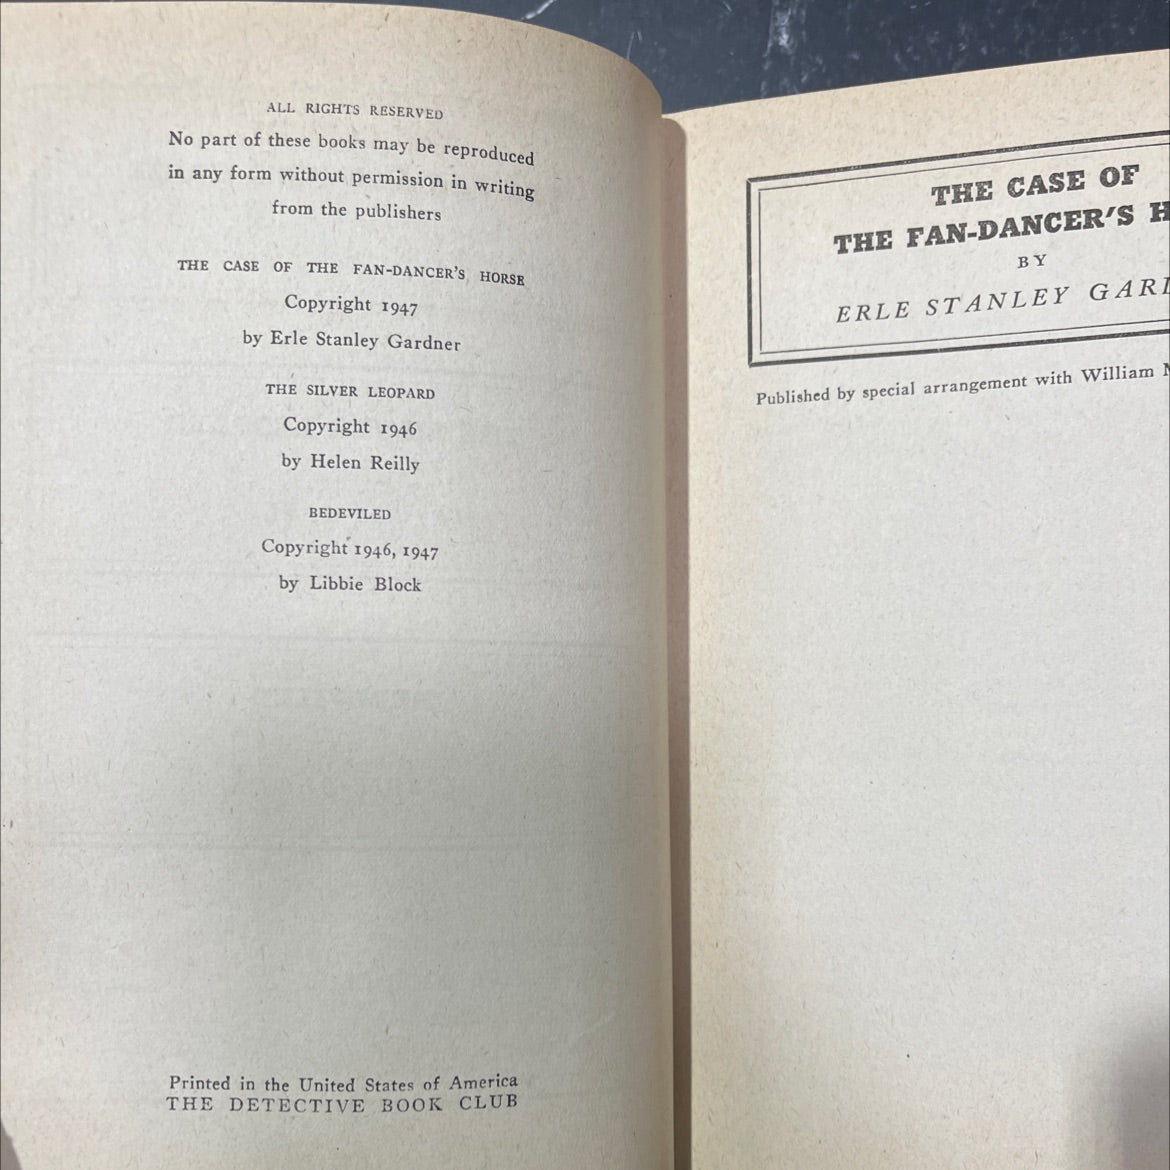 ALL RIGHTS RESERVED
No part of these books may be reproduced
in any form without permission in writing
from the publishers
THE CASE OF THE FAN-DANCER'S HORSE
Copyright 1947
by Erle Stanley Gardner
THE SILVER LEOPARD
Copyright 1946
by Helen Reilly
BEDEVILED
Copyright 1946, 1947
by Libbie Block
Printed in the United States of America
THE DETECTIVE BOOK CLUB
THE CASE OF
THE FAN-DANCER'S
BY
ERLE STANLEY
Published by special arrangement with William